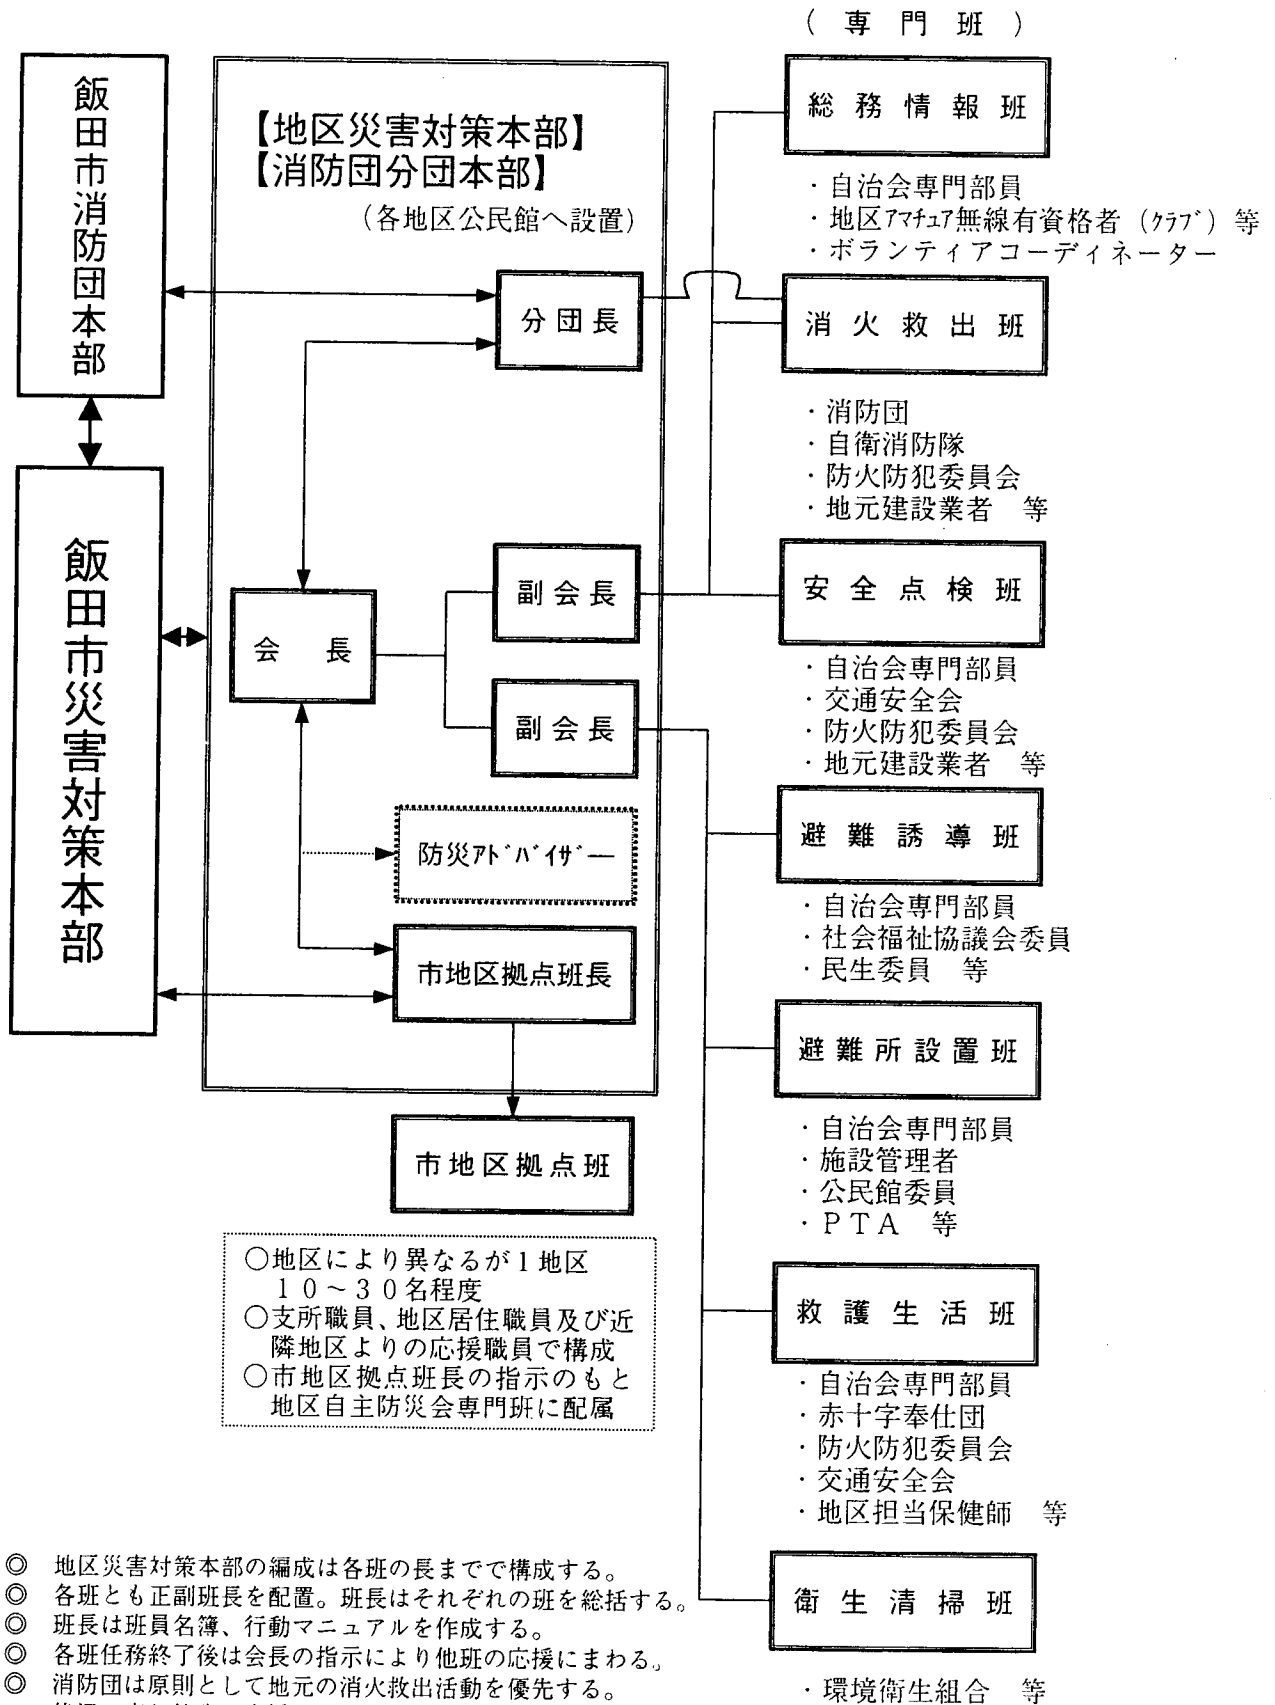 （専門班）
飯田市消防団本部
飯田市災害対策本部
【地区災害対策本部】
【消防団分団本部】
（各地区公民館へ設置）
分団長
会　長
副会長
副会長
防災ｱﾄﾞﾊﾞｲｻﾞｰ
市地区拠点班長
市地区拠点班
○地区により異なるが１地区
１０～３０名程度
○支所職員、地区居住職員及び近
隣地区よりの応援職員で構成
○市地区拠点班長の指示のもと
地区自主防災会専門班に配属
総務情報班
・自治会専門部員
・地区ｱﾏﾁｭｱ無線有資格者（ｸﾗﾌﾞ）等
・ボランティアコーディネーター
消火救出班
・消防団
・自衛消防隊
・防火防犯委員会
・地元建設業者　等
安全点検班
・自治会専門部員
・交通安全会
・防火防犯委員会
・地元建設業者　等
避難誘導班
・自治会専門部員
・社会福祉協議会委員
・民生委員　等
避難所設置班
・自治会専門部員
・施設管理者
・公民館委員
・ＰＴＡ　等
救護生活班
・自治会専門部員
・赤十字奉仕団
・防火防犯委員会
・交通安全会
・地区担当保健師　等
衛生清掃班
・環境衛生組合　等
◎　地区災害対策本部の編成は各班の長までで構成する。
◎　各班とも正副班長を配置。班長はそれぞれの班を総括する。
◎　班長は班員名簿、行動マニュアルを作成する。
◎　各班任務終了後は会長の指示により他班の応援にまわる。
◎　消防団は原則として地元の消火救出活動を優先する。